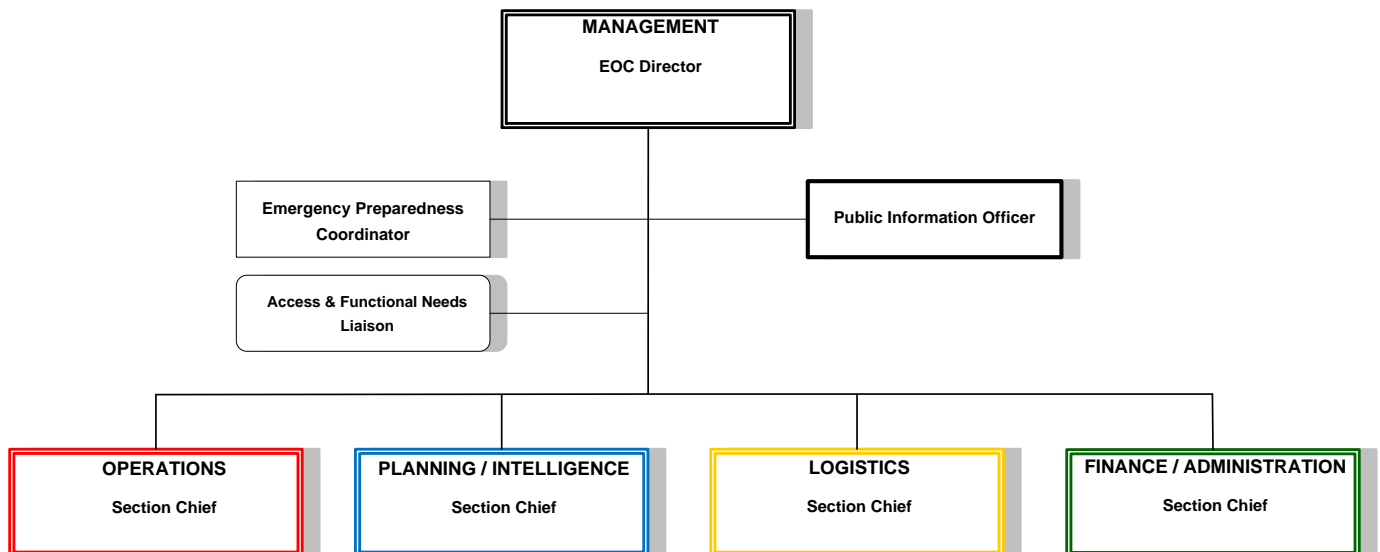 MANAGEMENT
EOC Director
Emergency Preparedness
Coordinator
Public Information Officer
Access & Functional Needs
Liaison
OPERATIONS
Section Chief
PLANNING / INTELLIGENCE
Section Chief
LOGISTICS
Section Chief
FINANCE / ADMINISTRATION
Section Chief